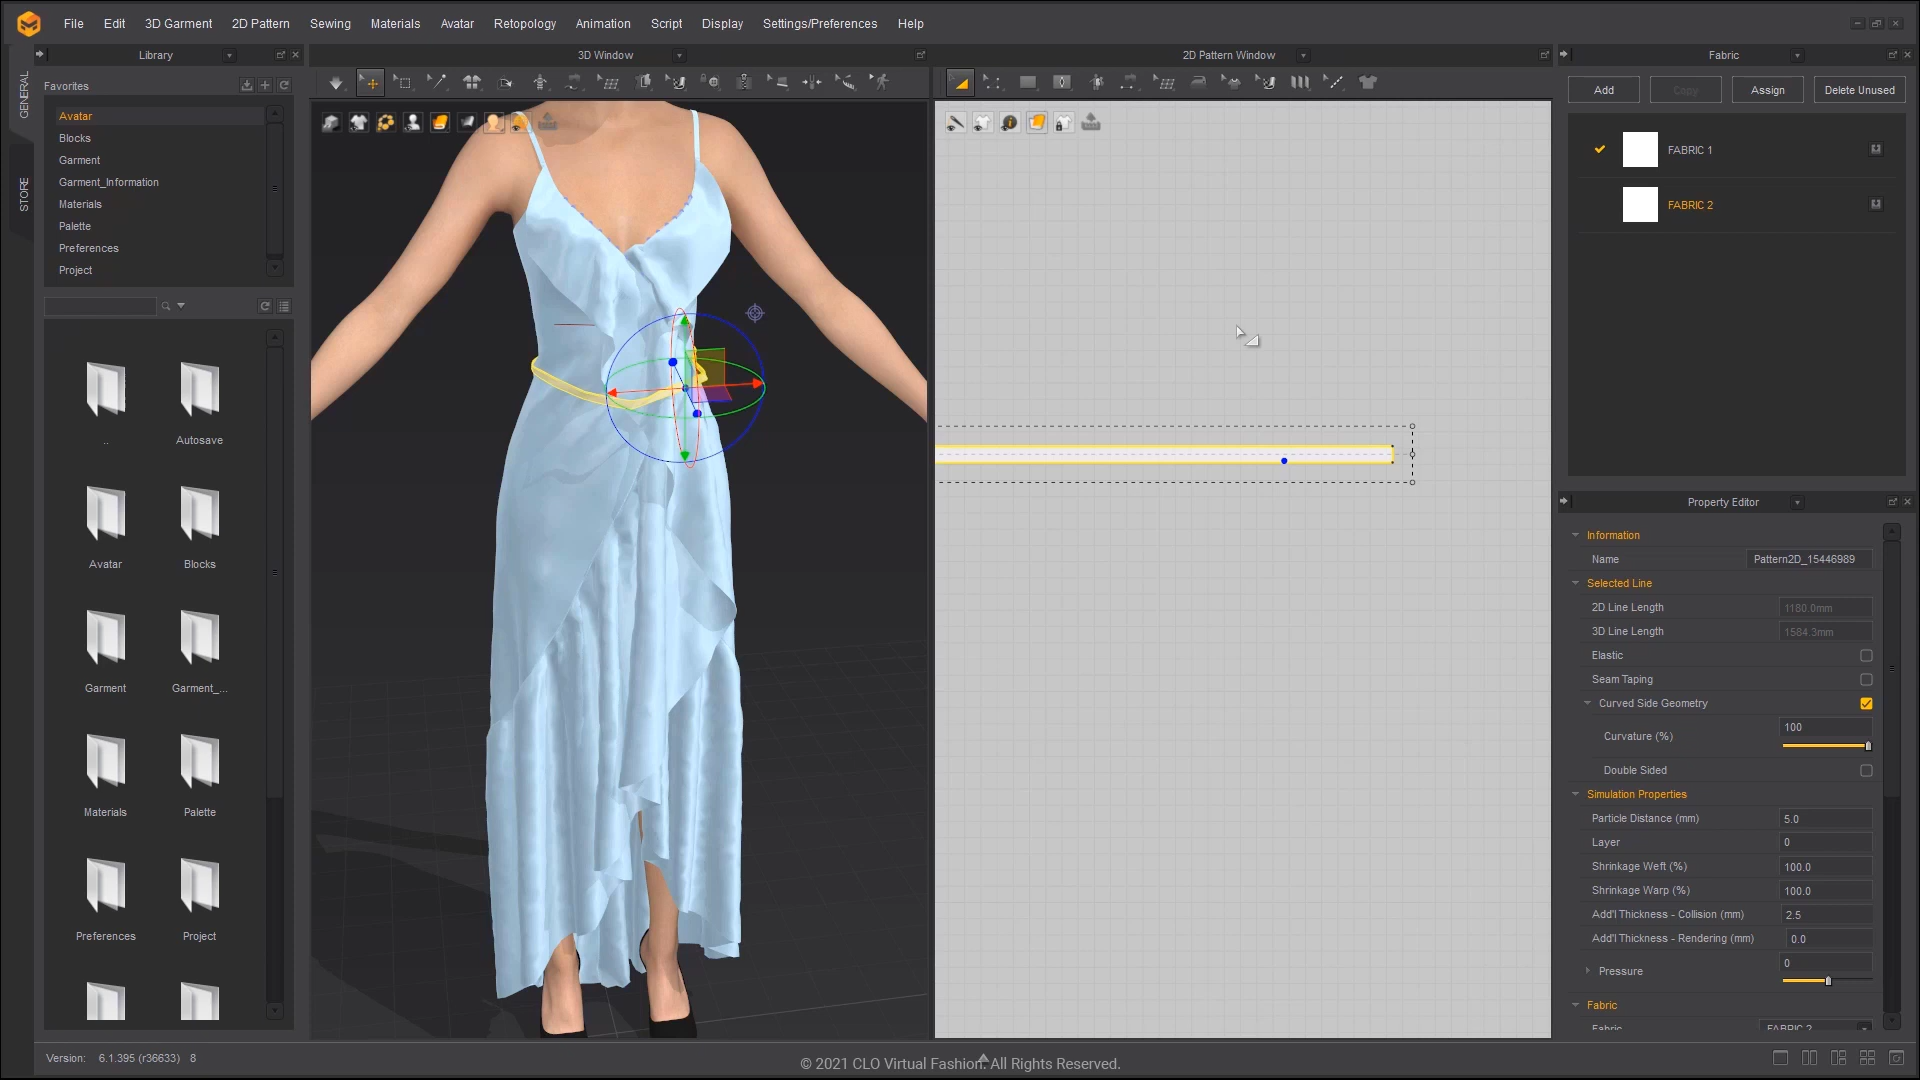 File Edit 3D Garment 2D Pattern Sewing Materials Avatar Retopology Animation Script Display Settings/Preferences Help
Library
3D Window
2D Pattern Window
Fabric
GENERAL
STORE
Favorites
Avatar
Blocks
Garment
Garment_Information
Materials
Palette
Preferences
Project
..
Autosave
Avatar
Blocks
Garment
Garment_...
Materials
Palette
Preferences
Project
Add
Copy
Assign
Delete Unused
FABRIC 1
FABRIC 2
Property Editor
Information
Name Pattern2D_15446989
Selected Line
2D Line Length 1180.0mm
3D Line Length 1584.3mm
Elastic
Seam Taping
Curved Side Geometry
Curvature (%) 100
Double Sided
Simulation Properties
Particle Distance (mm) 5.0
Layer 0
Shrinkage Weft (%) 100.0
Shrinkage Warp (%) 100.0
Add'l Thickness - Collision (mm) 2.5
Add'l Thickness - Rendering (mm) 0.0
Pressure 0
Fabric
Fabric FABRIC 2
Version: 6.1.395 (r36633) 8
© 2021 CLO Virtual Fashion. All Rights Reserved.